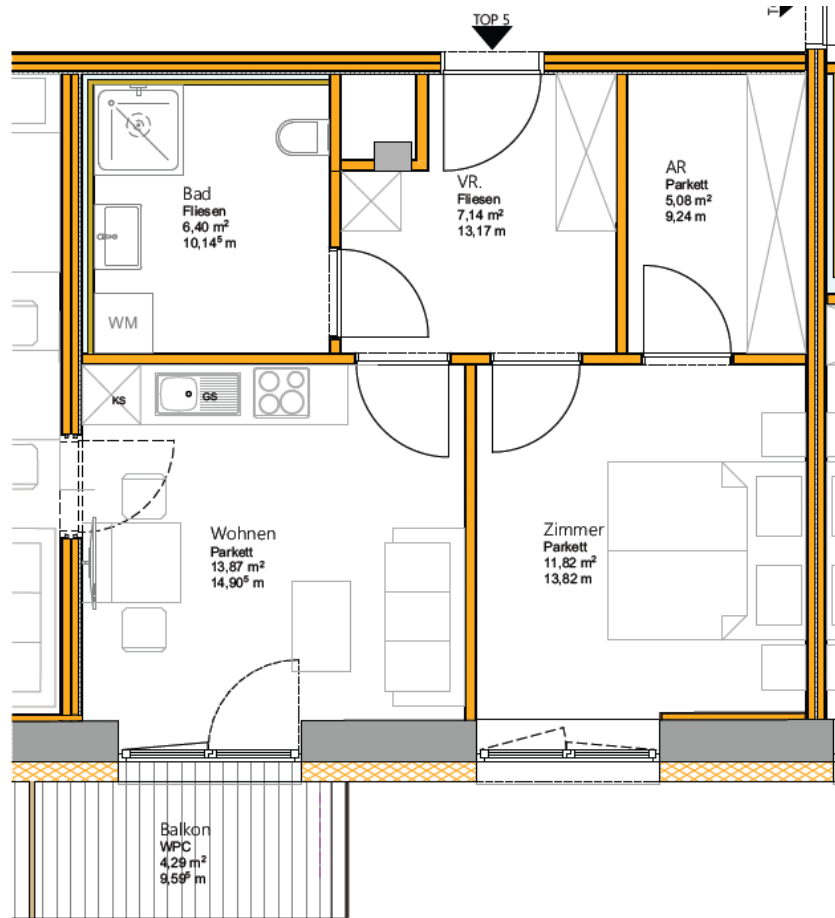 TOP 5
Bad
Fliesen
6,40 m²
10,14⁵ m
VR.
Fliesen
7,14 m²
13,17 m
AR
Parkett
5,08 m²
9,24 m
WM
KS
GS
Wohnen
Parkett
13,87 m²
14,90⁵ m
Zimmer
Parkett
11,82 m²
13,82 m
Balkon
WPC
4,29 m²
9,59⁵ m